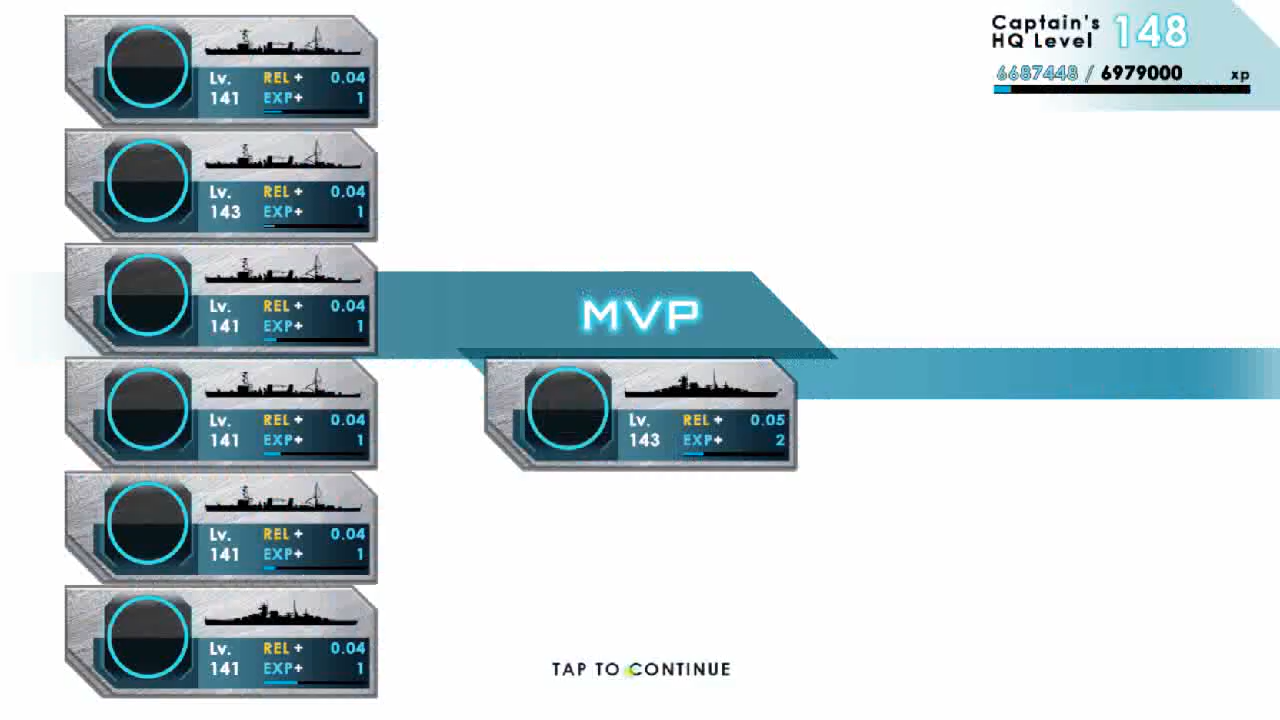 Captain's
HQ Level 148
6687448 / 6979000 xp
Lv. REL + 0.04
141 EXP+ 1
Lv. REL + 0.04
143 EXP+ 1
Lv. REL + 0.04
141 EXP+ 1
MVP
Lv. REL + 0.04
141 EXP+ 1
Lv. REL + 0.05
143 EXP+ 2
Lv. REL + 0.04
141 EXP+ 1
Lv. REL + 0.04
141 EXP+ 1
TAP TO CONTINUE